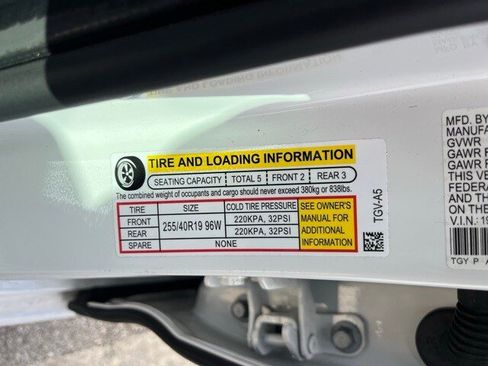 TIRE AND LOADING INFORMATION
SEATING CAPACITY TOTAL 5 FRONT 2 REAR 3
The combined weight of occupants and cargo should never exceed 380kg or 838lbs.
TIRE SIZE COLD TIRE PRESSURE
FRONT 255/40R19 96W 220KPA, 32PSI
REAR 220KPA, 32PSI
SPARE NONE
SEE OWNER'S
MANUAL FOR
ADDITIONAL
INFORMATION
TGV-A5
MFD. BY
MANUFA
GVWR
GAWR F
GAWR R
THIS VE
FEDERA
ON THE
V.I.N.: 19
TGY P A